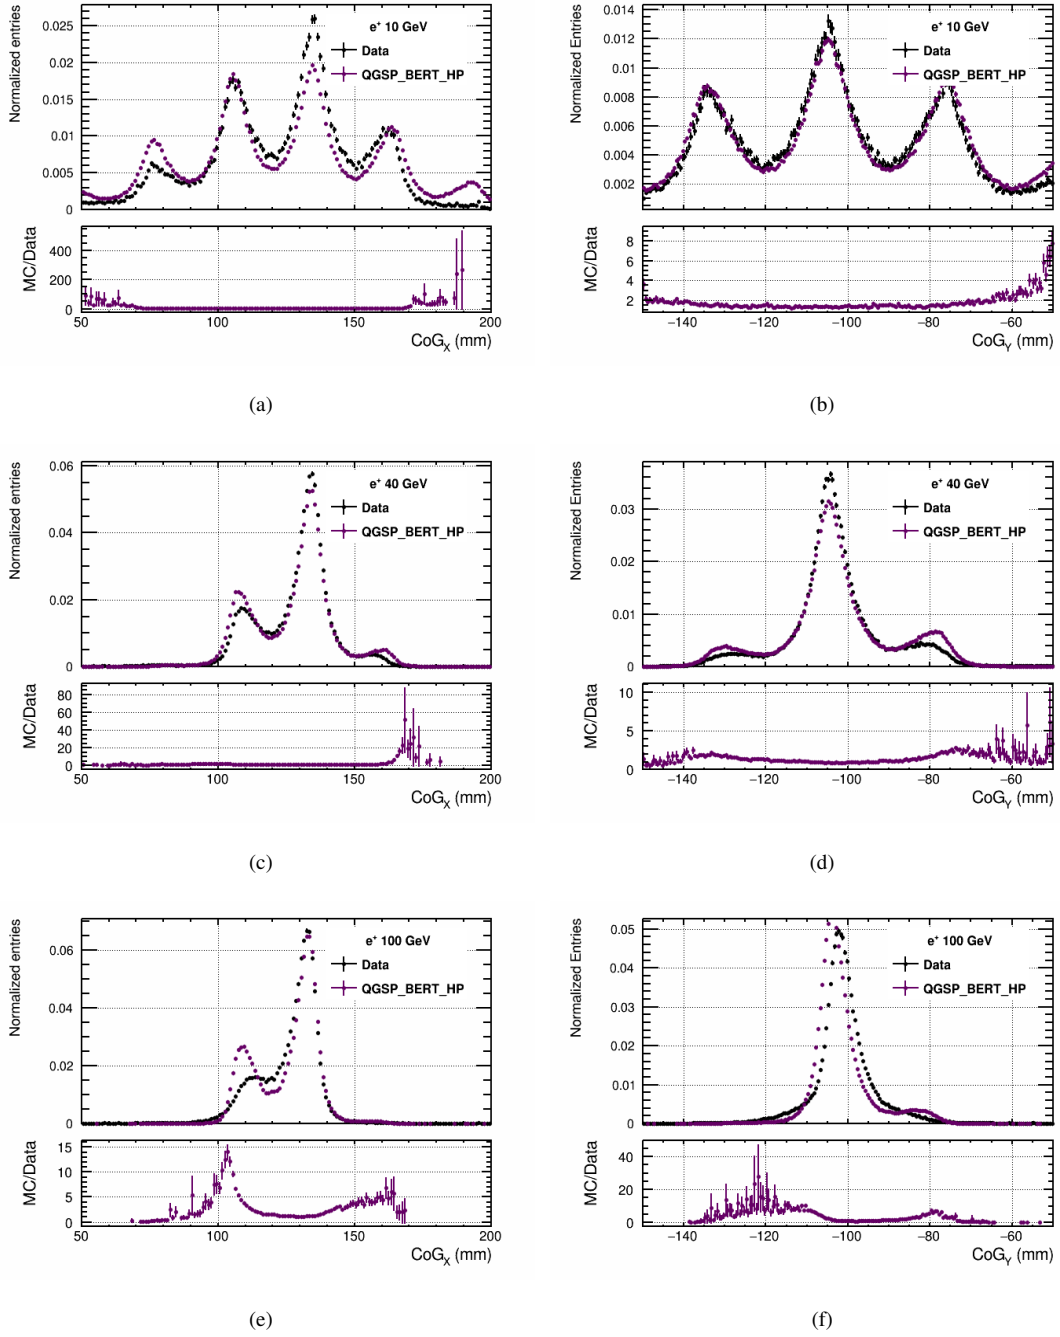 Normalized entries
0.025
0.02
0.015
0.01
0.005
0
e+ 10 GeV
Data
QGSP_BERT_HP
MC/Data
400
200
0
50 100 150 200
CoG_X (mm)
(a)
Normalized Entries
0.014
0.012
0.01
0.008
0.006
0.004
0.002
e+ 10 GeV
Data
QGSP_BERT_HP
MC/Data
8
6
4
2
−140 −120 −100 −80 −60
CoG_Y (mm)
(b)
Normalized entries
0.06
0.04
0.02
0
e+ 40 GeV
Data
QGSP_BERT_HP
MC/Data
80
60
40
20
0
50 100 150 200
CoG_X (mm)
(c)
Normalized Entries
0.03
0.02
0.01
0
e+ 40 GeV
Data
QGSP_BERT_HP
MC/Data
10
5
0
−140 −120 −100 −80 −60
CoG_Y (mm)
(d)
Normalized entries
0.06
0.04
0.02
0
e+ 100 GeV
Data
QGSP_BERT_HP
MC/Data
15
10
5
0
50 100 150 200
CoG_X (mm)
(e)
Normalized Entries
0.05
0.04
0.03
0.02
0.01
0
e+ 100 GeV
Data
QGSP_BERT_HP
MC/Data
40
20
0
−140 −120 −100 −80 −60
CoG_Y (mm)
(f)